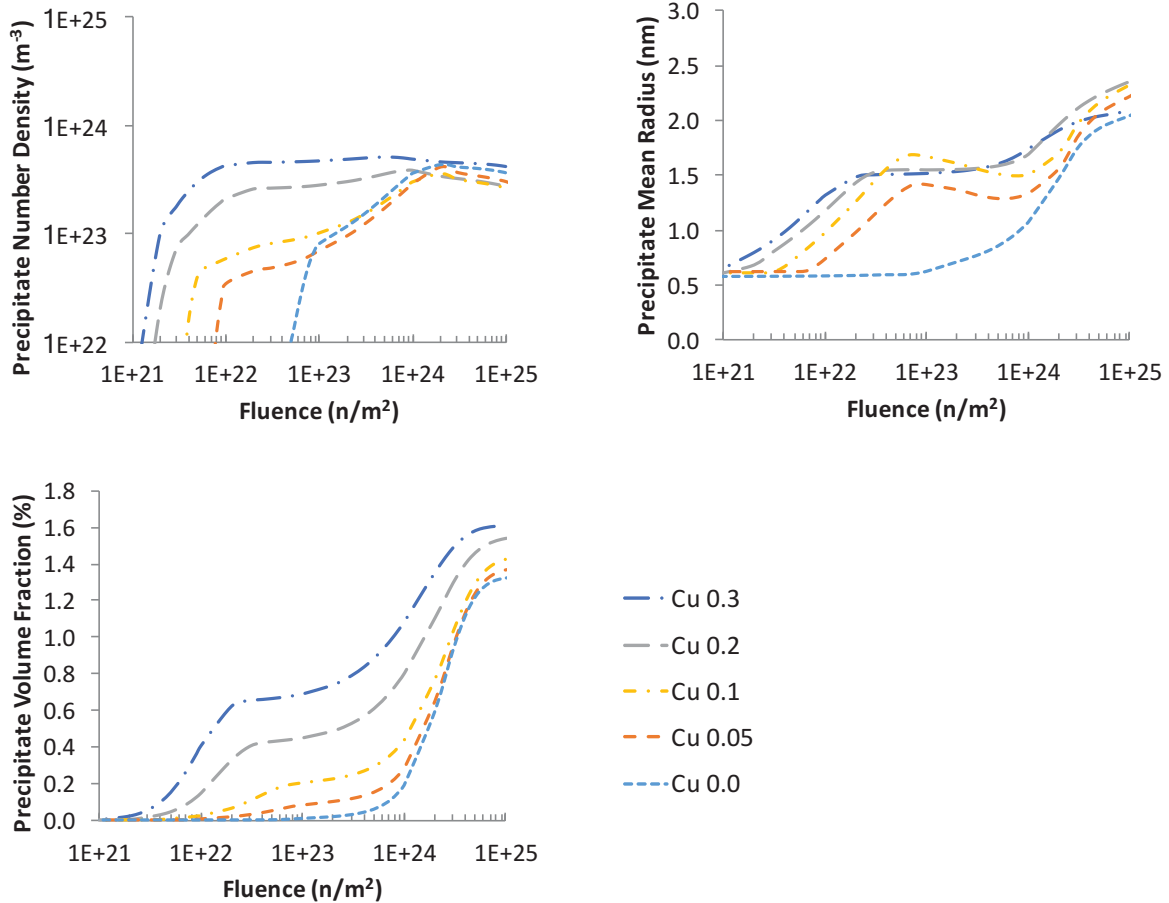 Precipitate Number Density (m⁻³)
1E+25
1E+24
1E+23
1E+22
1E+21 1E+22 1E+23 1E+24 1E+25
Fluence (n/m²)
Precipitate Mean Radius (nm)
3.0
2.5
2.0
1.5
1.0
0.5
0.0
1E+21 1E+22 1E+23 1E+24 1E+25
Fluence (n/m²)
Precipitate Volume Fraction (%)
1.8
1.6
1.4
1.2
1.0
0.8
0.6
0.4
0.2
0.0
1E+21 1E+22 1E+23 1E+24 1E+25
Fluence (n/m²)
Cu 0.3
Cu 0.2
Cu 0.1
Cu 0.05
Cu 0.0